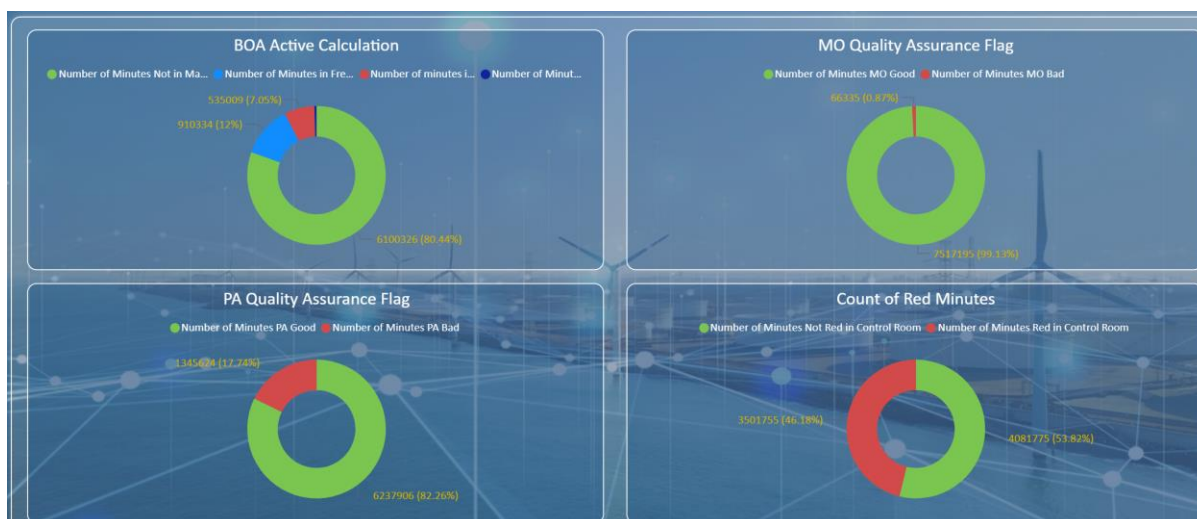 BOA Active Calculation
Number of Minutes Not in Ma... Number of Minutes in Fre... Number of minutes i... Number of Minut...
535009 (7.05%)
910334 (12%)
6100326 (80.44%)
MO Quality Assurance Flag
Number of Minutes MO Good Number of Minutes MO Bad
66335 (0.87%)
7517195 (99.13%)
PA Quality Assurance Flag
Number of Minutes PA Good Number of Minutes PA Bad
1345624 (17.74%)
6237906 (82.26%)
Count of Red Minutes
Number of Minutes Not Red in Control Room Number of Minutes Red in Control Room
3501755 (46.18%)
4081775 (53.82%)